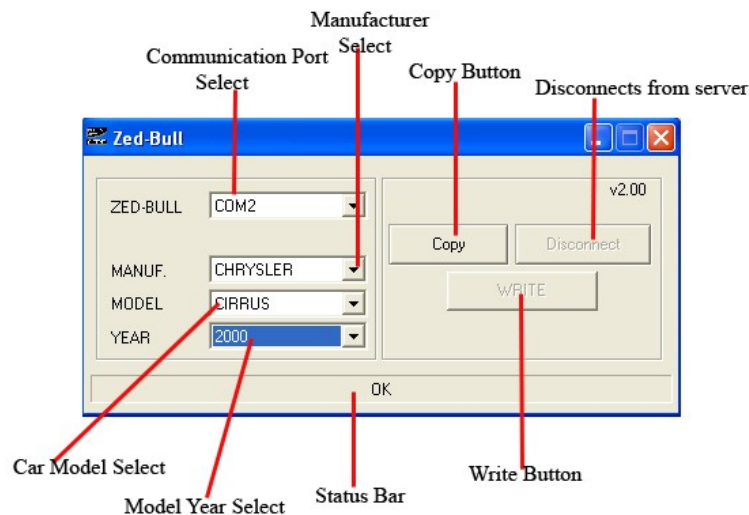 Manufacturer
Select
Communication Port
Select
Copy Button
Disconnects from server
Zed-Bull
v2.00
ZED-BULL COM2
Copy Disconnect
MANUF. CHRYSLER
WRITE
MODEL CIRRUS
YEAR 2000
OK
Car Model Select
Model Year Select
Status Bar
Write Button